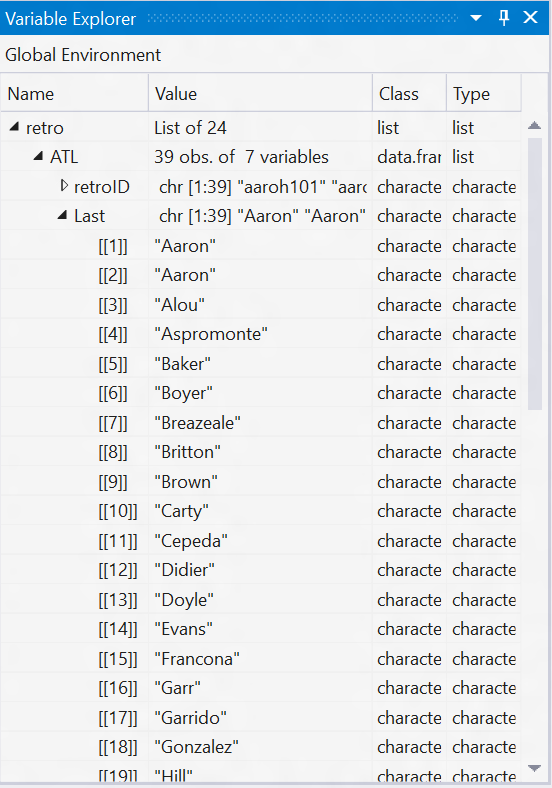 Variable Explorer
Global Environment
Name Value Class Type
retro List of 24 list list
ATL 39 obs. of 7 variables data.fran list
retroID chr [1:39] "aaroh101" "aaro characte characte
Last chr [1:39] "Aaron" "Aaron" characte characte
[[1]] "Aaron" characte characte
[[2]] "Aaron" characte characte
[[3]] "Alou" characte characte
[[4]] "Aspromonte" characte characte
[[5]] "Baker" characte characte
[[6]] "Boyer" characte characte
[[7]] "Breazeale" characte characte
[[8]] "Britton" characte characte
[[9]] "Brown" characte characte
[[10]] "Carty" characte characte
[[11]] "Cepeda" characte characte
[[12]] "Didier" characte characte
[[13]] "Doyle" characte characte
[[14]] "Evans" characte characte
[[15]] "Francona" characte characte
[[16]] "Garr" characte characte
[[17]] "Garrido" characte characte
[[18]] "Gonzalez" characte characte
[[19]] "Hill" characte characte